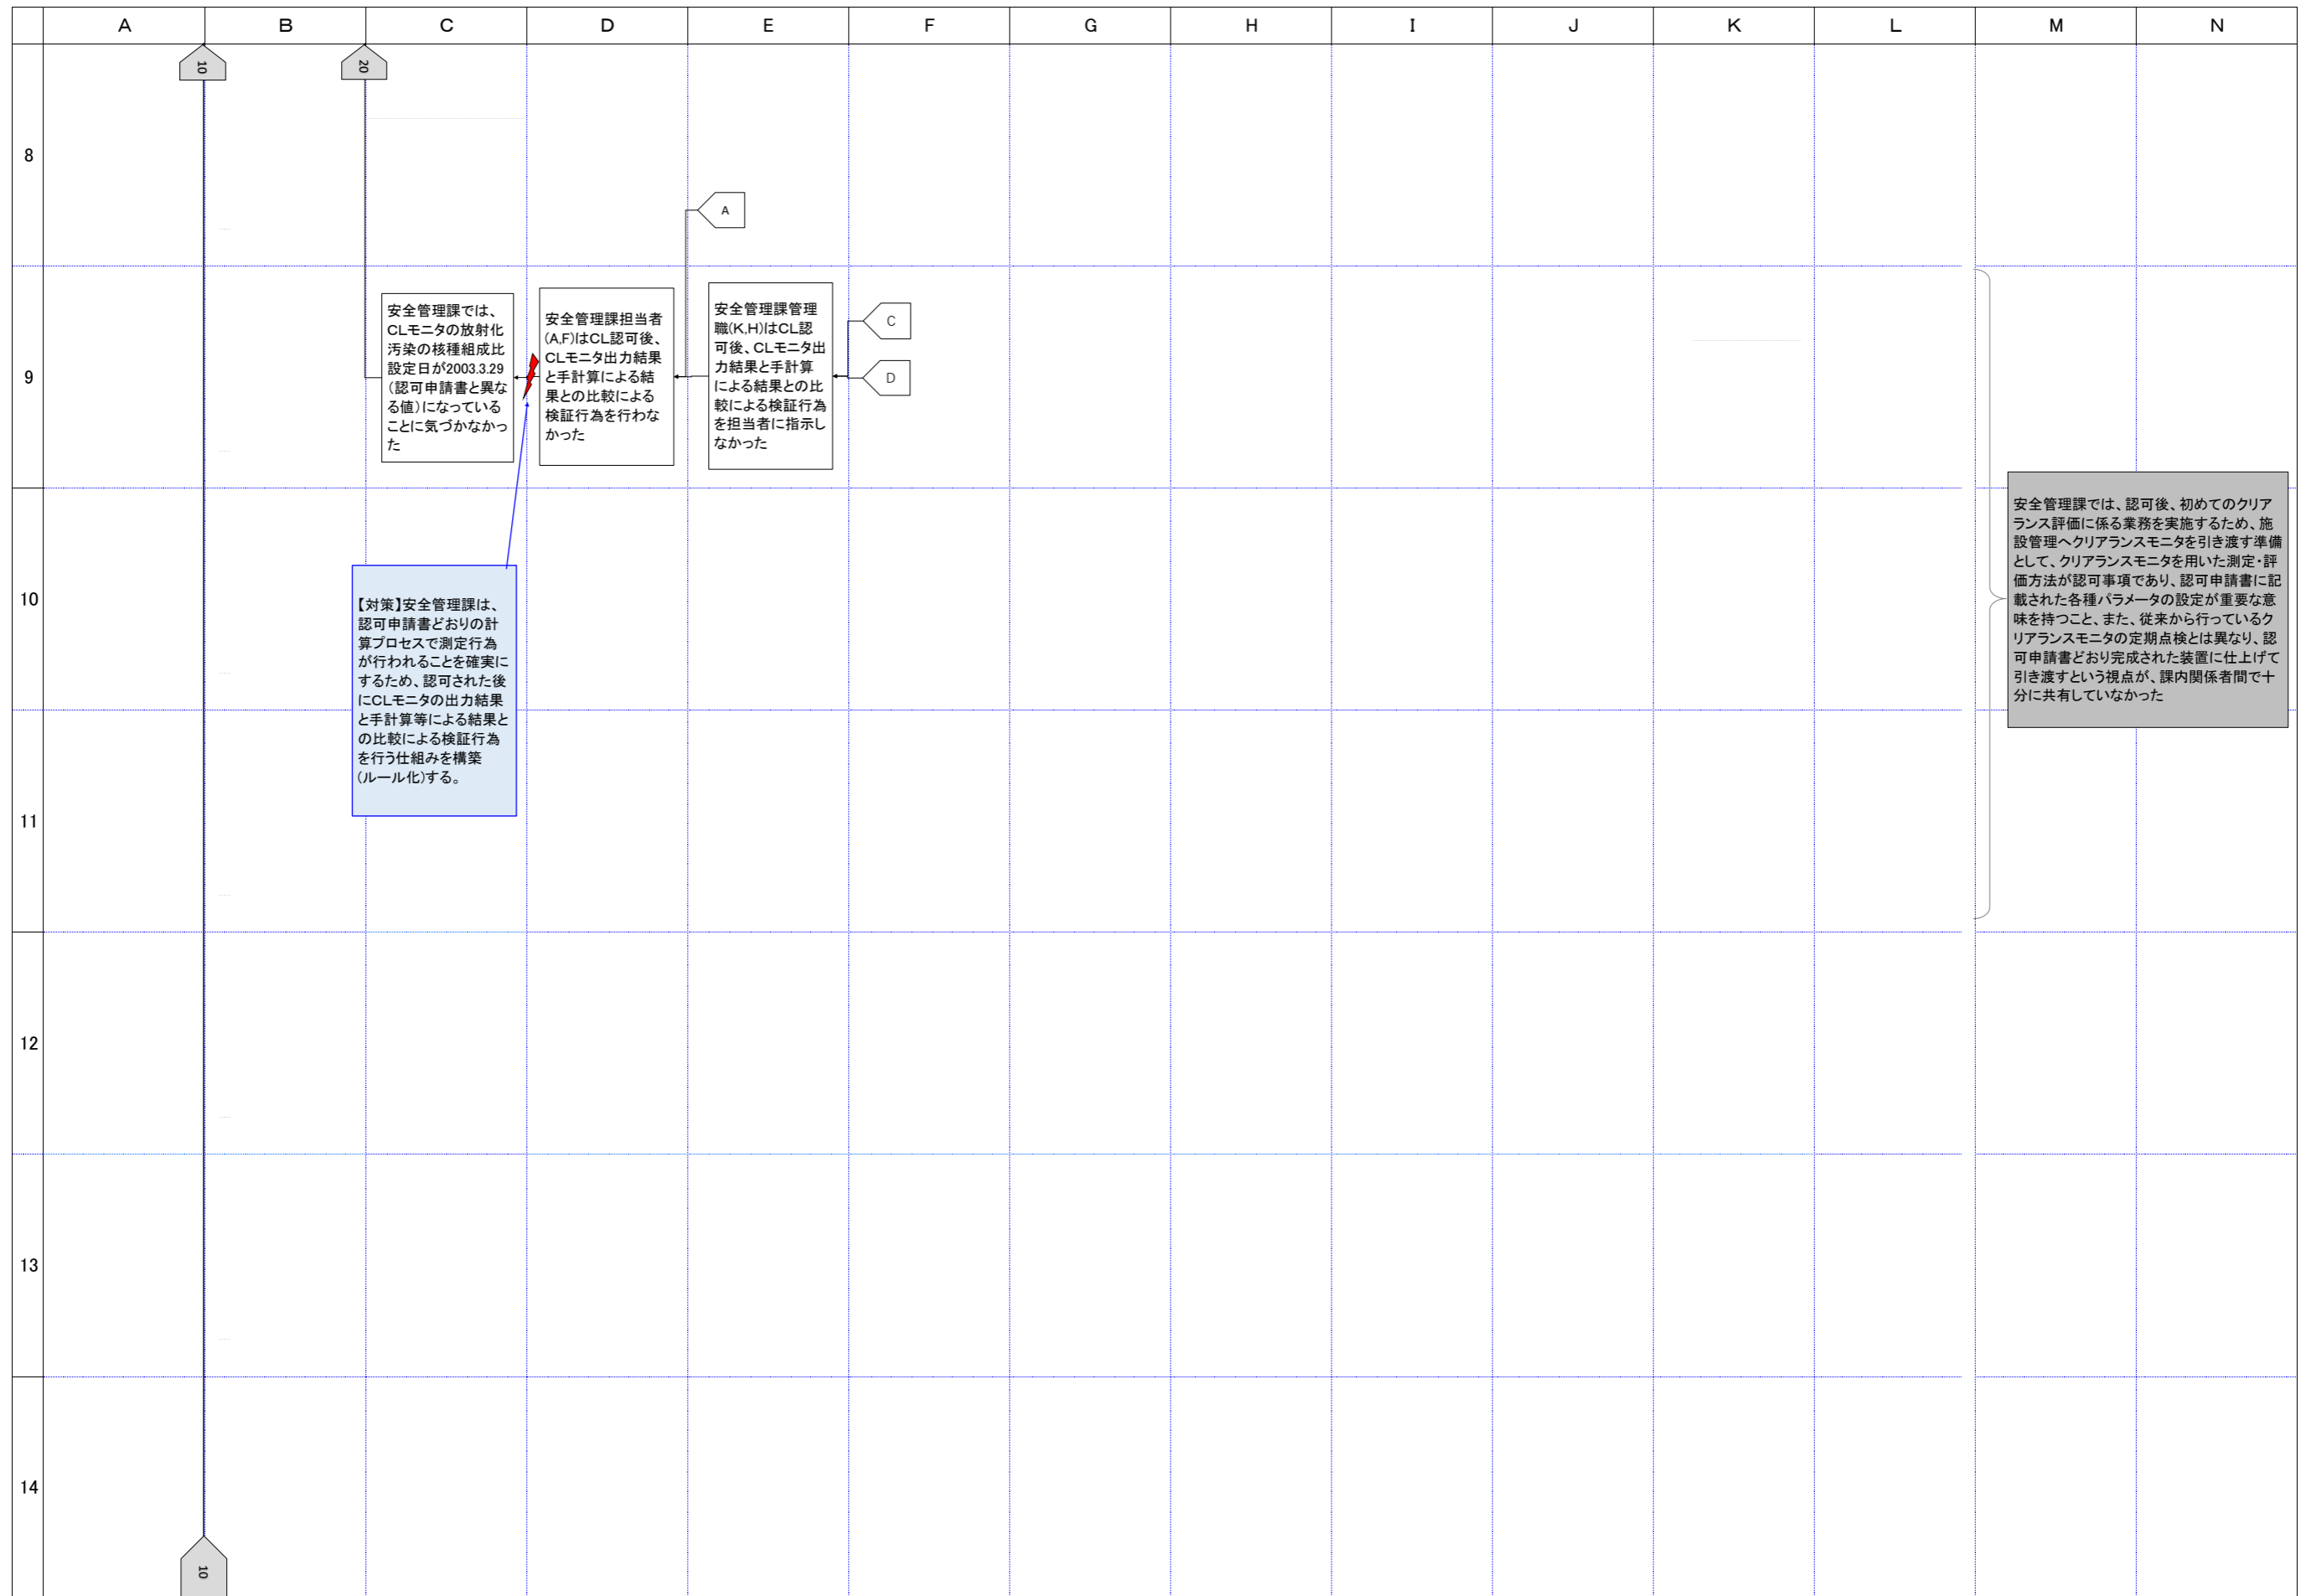 A B C D E F G H I J K L M N
10
20
8
A
9
安全管理課では、
CLモニタの放射化
汚染の核種組成比
設定日が2003.3.29
(認可申請書と異な
る値)になっている
ことに気づかなかっ
た
安全管理課担当者
(A,F)はCL認可後、
CLモニタ出力結果
と手計算による結
果との比較による
検証行為を行わな
かった
安全管理課管理
職(K,H)はCL認
可後、CLモニタ出
力結果と手計算
による結果との比
較による検証行為
を担当者に指示し
なかった
C
D
安全管理課では、認可後、初めてのクリア
ランス評価に係る業務を実施するため、施
設管理へクリアランスモニタを引き渡す準備
として、クリアランスモニタを用いた測定・評
価方法が認可事項であり、認可申請書に記
載された各種パラメータの設定が重要な意
味を持つこと、また、従来から行っているク
リアランスモニタの定期点検とは異なり、認
可申請書どおり完成された装置に仕上げて
引き渡すという視点が、課内関係者間で十
分に共有していなかった
10
【対策】安全管理課は、
認可申請書どおりの計
算プロセスで測定行為
が行われることを確実に
するため、認可された後
にCLモニタの出力結果
と手計算等による結果と
の比較による検証行為
を行う仕組みを構築
(ルール化)する。
11
12
13
14
10